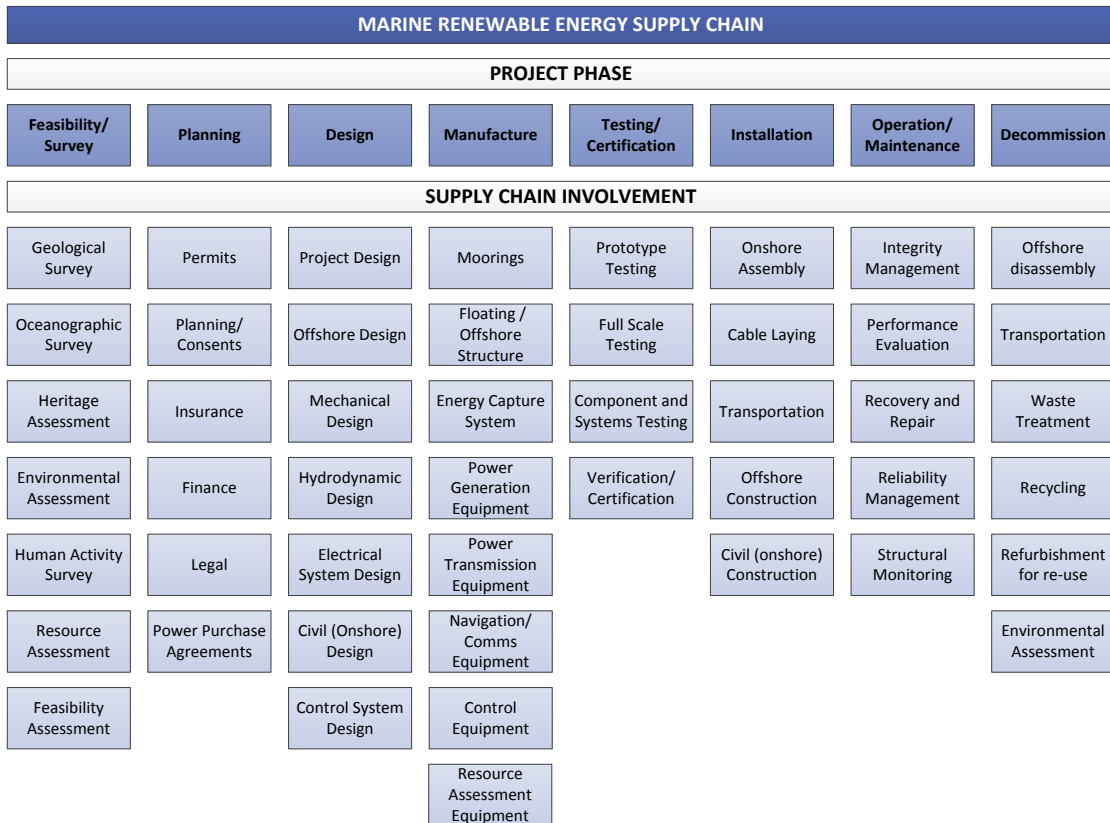 MARINE RENEWABLE ENERGY SUPPLY CHAIN
PROJECT PHASE
Feasibility/
Survey
Planning
Design
Manufacture
Testing/
Certification
Installation
Operation/
Maintenance
Decommission
SUPPLY CHAIN INVOLVEMENT
Geological
Survey
Permits
Project Design
Moorings
Prototype
Testing
Onshore
Assembly
Integrity
Management
Offshore
disassembly
Oceanographic
Survey
Planning/
Consents
Offshore Design
Floating /
Offshore
Structure
Full Scale
Testing
Cable Laying
Performance
Evaluation
Transportation
Heritage
Assessment
Insurance
Mechanical
Design
Energy Capture
System
Component and
Systems Testing
Transportation
Recovery and
Repair
Waste
Treatment
Environmental
Assessment
Finance
Hydrodynamic
Design
Power
Generation
Equipment
Verification/
Certification
Offshore
Construction
Reliability
Management
Recycling
Human Activity
Survey
Legal
Electrical
System Design
Power
Transmission
Equipment
Civil (onshore)
Construction
Structural
Monitoring
Refurbishment
for re-use
Resource
Assessment
Power Purchase
Agreements
Civil (Onshore)
Design
Navigation/
Comms
Equipment
Environmental
Assessment
Feasibility
Assessment
Control System
Design
Control
Equipment
Resource
Assessment
Equipment